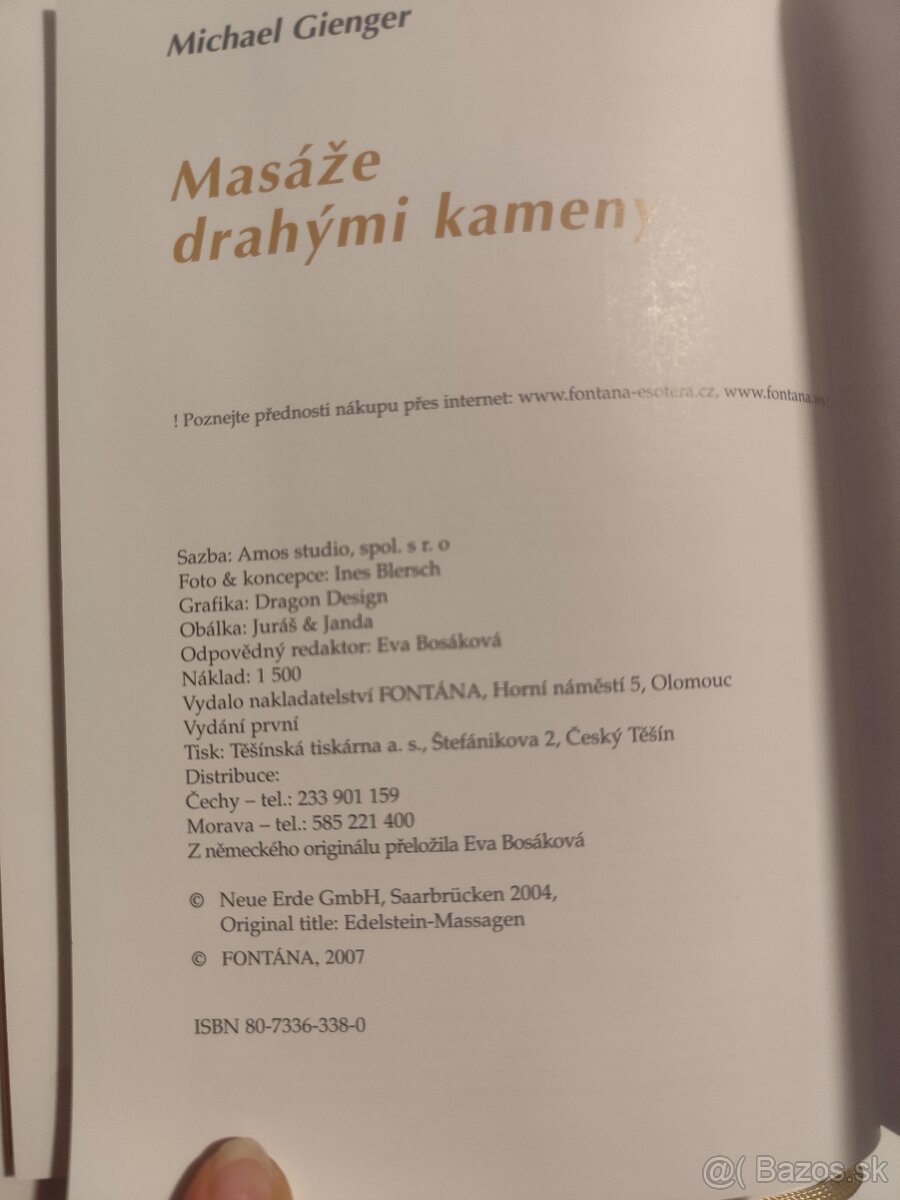 Michael Gienger
Masáže
drahými kameny
! Poznejte přednosti nákupu přes internet: www.fontana-esotera.cz, www.fontana.ws!
Sazba: Amos studio, spol. s r. o
Foto & koncepce: Ines Blersch
Grafika: Dragon Design
Obálka: Juráš & Janda
Odpovědný redaktor: Eva Bosáková
Náklad: 1 500
Vydalo nakladatelství FONTÁNA, Horní náměstí 5, Olomouc
Vydání první
Tisk: Těšínská tiskárna a. s., Štefánikova 2, Český Těšín
Distribuce:
Čechy – tel.: 233 901 159
Morava – tel.: 585 221 400
Z německého originálu přeložila Eva Bosáková
© Neue Erde GmbH, Saarbrücken 2004,
Original title: Edelstein-Massagen
© FONTÁNA, 2007
ISBN 80-7336-338-0
@( Bazos.sk